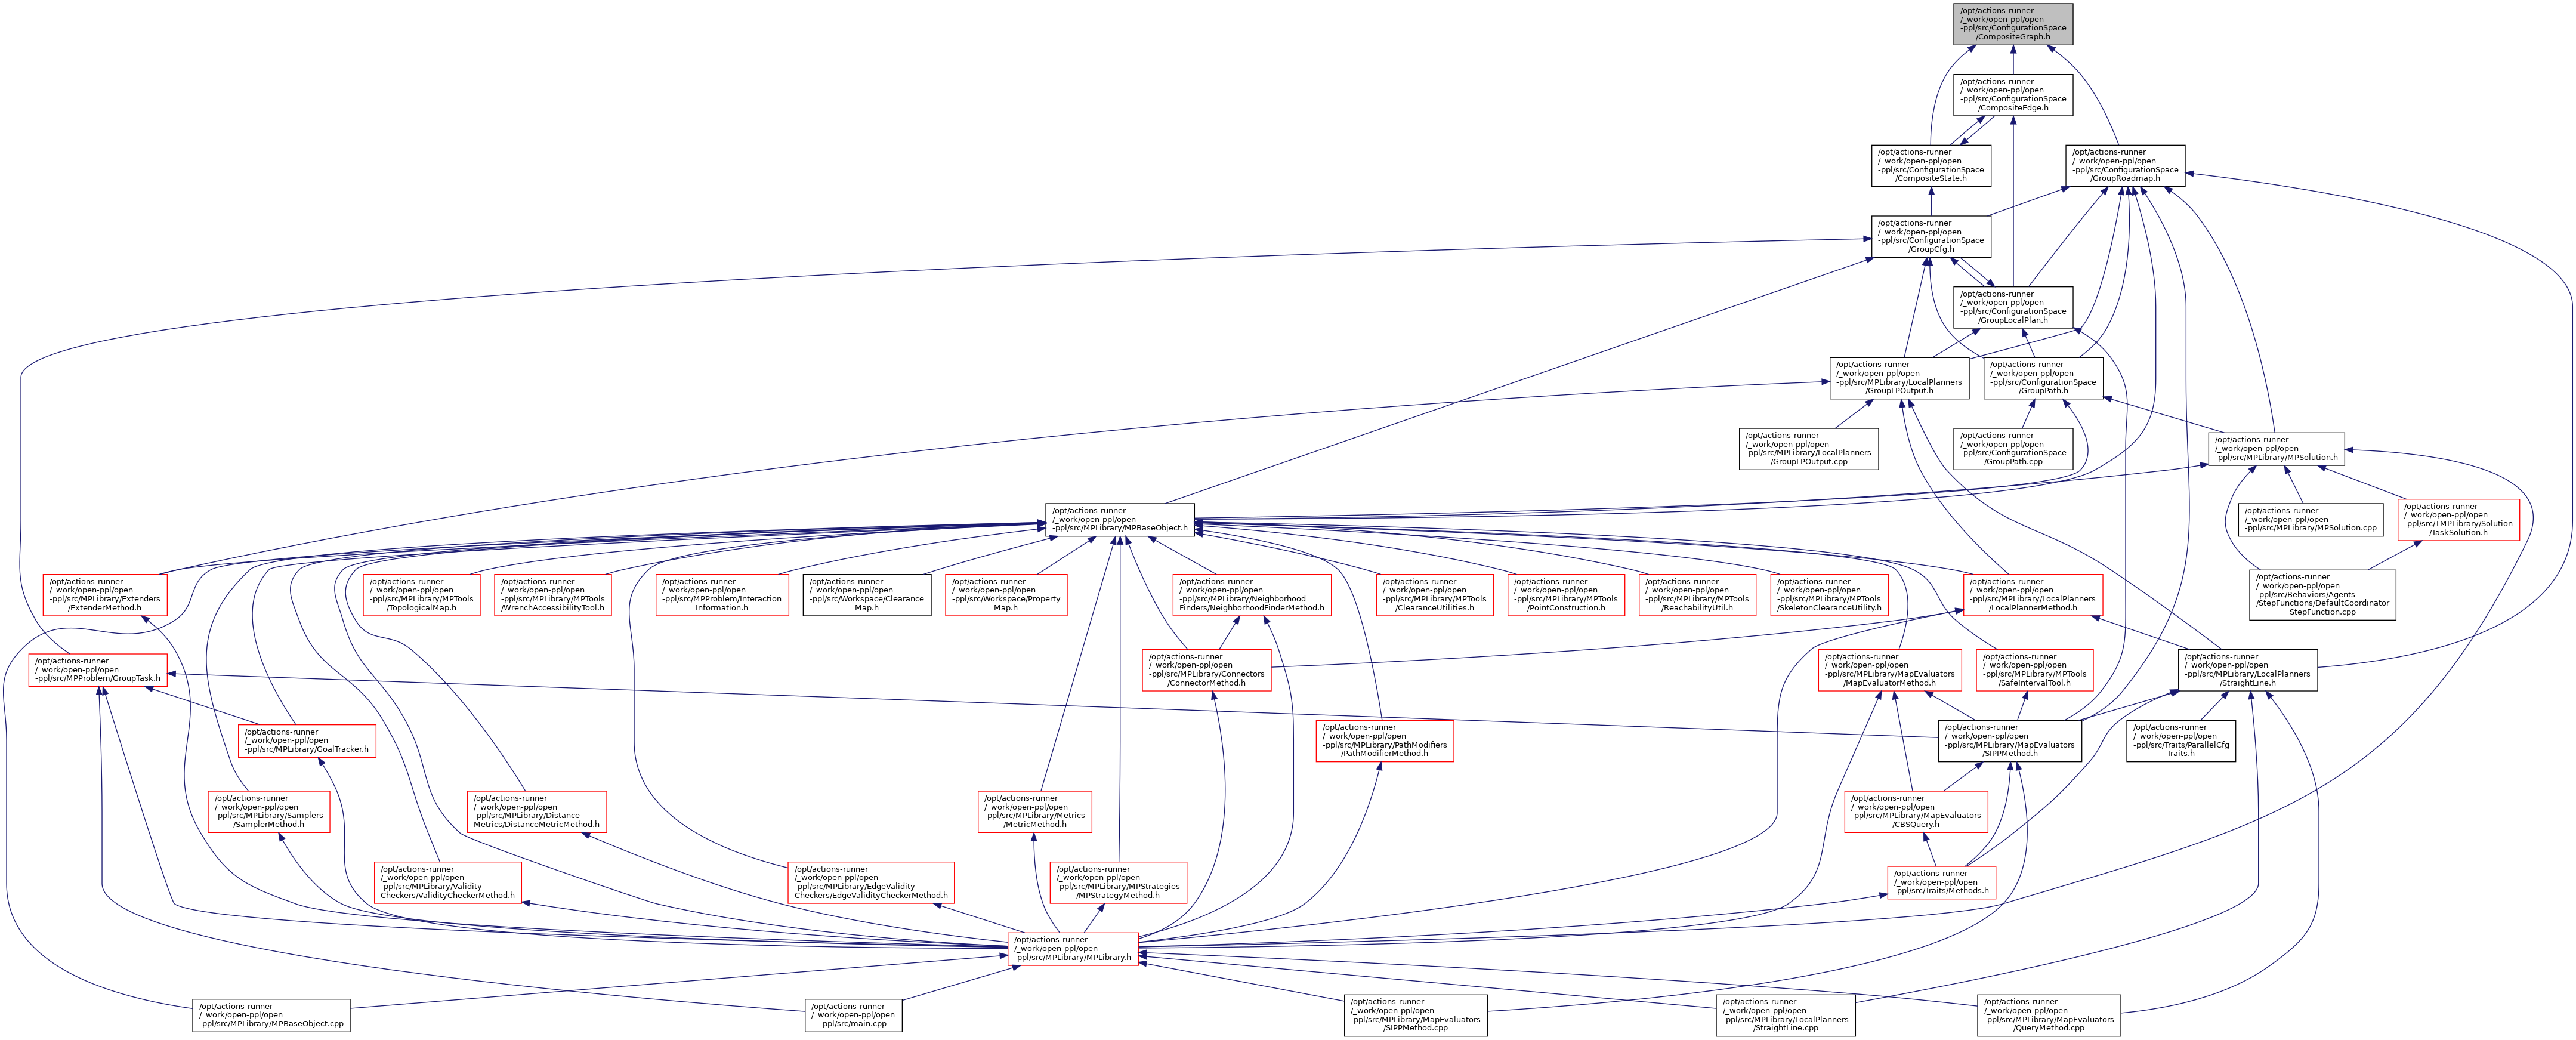 /opt/actions-runner
/_work/open-ppl/open
-ppl/src/ConfigurationSpace
/CompositeGraph.h
/opt/actions-runner
/_work/open-ppl/open
-ppl/src/ConfigurationSpace
/CompositeEdge.h
/opt/actions-runner
/_work/open-ppl/open
-ppl/src/ConfigurationSpace
/CompositeState.h
/opt/actions-runner
/_work/open-ppl/open
-ppl/src/ConfigurationSpace
/GroupRoadmap.h
/opt/actions-runner
/_work/open-ppl/open
-ppl/src/ConfigurationSpace
/GroupCfg.h
/opt/actions-runner
/_work/open-ppl/open
-ppl/src/ConfigurationSpace
/GroupLocalPlan.h
/opt/actions-runner
/_work/open-ppl/open
-ppl/src/MPLibrary/LocalPlanners
/GroupLPOutput.h
/opt/actions-runner
/_work/open-ppl/open
-ppl/src/ConfigurationSpace
/GroupPath.h
/opt/actions-runner
/_work/open-ppl/open
-ppl/src/MPLibrary/LocalPlanners
/GroupLPOutput.cpp
/opt/actions-runner
/_work/open-ppl/open
-ppl/src/ConfigurationSpace
/GroupPath.cpp
/opt/actions-runner
/_work/open-ppl/open
-ppl/src/MPLibrary/MPSolution.h
/opt/actions-runner
/_work/open-ppl/open
-ppl/src/MPLibrary/MPBaseObject.h
/opt/actions-runner
/_work/open-ppl/open
-ppl/src/MPLibrary/MPSolution.cpp
/opt/actions-runner
/_work/open-ppl/open
-ppl/src/TMPLibrary/Solution
/TaskSolution.h
/opt/actions-runner
/_work/open-ppl/open
-ppl/src/MPLibrary/Extenders
/ExtenderMethod.h
/opt/actions-runner
/_work/open-ppl/open
-ppl/src/MPLibrary/MPTools
/TopologicalMap.h
/opt/actions-runner
/_work/open-ppl/open
-ppl/src/MPLibrary/MPTools
/WrenchAccessibilityTool.h
/opt/actions-runner
/_work/open-ppl/open
-ppl/src/MPProblem/Interaction
Information.h
/opt/actions-runner
/_work/open-ppl/open
-ppl/src/Workspace/Clearance
Map.h
/opt/actions-runner
/_work/open-ppl/open
-ppl/src/Workspace/Property
Map.h
/opt/actions-runner
/_work/open-ppl/open
-ppl/src/MPLibrary/Neighborhood
Finders/NeighborhoodFinderMethod.h
/opt/actions-runner
/_work/open-ppl/open
-ppl/src/MPLibrary/MPTools
/ClearanceUtilities.h
/opt/actions-runner
/_work/open-ppl/open
-ppl/src/MPLibrary/MPTools
/PointConstruction.h
/opt/actions-runner
/_work/open-ppl/open
-ppl/src/MPLibrary/MPTools
/ReachabilityUtil.h
/opt/actions-runner
/_work/open-ppl/open
-ppl/src/MPLibrary/MPTools
/SkeletonClearanceUtility.h
/opt/actions-runner
/_work/open-ppl/open
-ppl/src/MPLibrary/LocalPlanners
/LocalPlannerMethod.h
/opt/actions-runner
/_work/open-ppl/open
-ppl/src/Behaviors/Agents
/StepFunctions/DefaultCoordinator
StepFunction.cpp
/opt/actions-runner
/_work/open-ppl/open
-ppl/src/MPProblem/GroupTask.h
/opt/actions-runner
/_work/open-ppl/open
-ppl/src/MPLibrary/Connectors
/ConnectorMethod.h
/opt/actions-runner
/_work/open-ppl/open
-ppl/src/MPLibrary/MapEvaluators
/MapEvaluatorMethod.h
/opt/actions-runner
/_work/open-ppl/open
-ppl/src/MPLibrary/MPTools
/SafeIntervalTool.h
/opt/actions-runner
/_work/open-ppl/open
-ppl/src/MPLibrary/LocalPlanners
/StraightLine.h
/opt/actions-runner
/_work/open-ppl/open
-ppl/src/MPLibrary/GoalTracker.h
/opt/actions-runner
/_work/open-ppl/open
-ppl/src/MPLibrary/PathModifiers
/PathModifierMethod.h
/opt/actions-runner
/_work/open-ppl/open
-ppl/src/MPLibrary/MapEvaluators
/SIPPMethod.h
/opt/actions-runner
/_work/open-ppl/open
-ppl/src/Traits/ParallelCfg
Traits.h
/opt/actions-runner
/_work/open-ppl/open
-ppl/src/MPLibrary/Samplers
/SamplerMethod.h
/opt/actions-runner
/_work/open-ppl/open
-ppl/src/MPLibrary/Distance
Metrics/DistanceMetricMethod.h
/opt/actions-runner
/_work/open-ppl/open
-ppl/src/MPLibrary/Metrics
/MetricMethod.h
/opt/actions-runner
/_work/open-ppl/open
-ppl/src/MPLibrary/MapEvaluators
/CBSQuery.h
/opt/actions-runner
/_work/open-ppl/open
-ppl/src/MPLibrary/Validity
Checkers/ValidityCheckerMethod.h
/opt/actions-runner
/_work/open-ppl/open
-ppl/src/MPLibrary/EdgeValidity
Checkers/EdgeValidityCheckerMethod.h
/opt/actions-runner
/_work/open-ppl/open
-ppl/src/MPLibrary/MPStrategies
/MPStrategyMethod.h
/opt/actions-runner
/_work/open-ppl/open
-ppl/src/Traits/Methods.h
/opt/actions-runner
/_work/open-ppl/open
-ppl/src/MPLibrary/MPLibrary.h
/opt/actions-runner
/_work/open-ppl/open
-ppl/src/MPLibrary/MPBaseObject.cpp
/opt/actions-runner
/_work/open-ppl/open
-ppl/src/main.cpp
/opt/actions-runner
/_work/open-ppl/open
-ppl/src/MPLibrary/MapEvaluators
/SIPPMethod.cpp
/opt/actions-runner
/_work/open-ppl/open
-ppl/src/MPLibrary/LocalPlanners
/StraightLine.cpp
/opt/actions-runner
/_work/open-ppl/open
-ppl/src/MPLibrary/MapEvaluators
/QueryMethod.cpp